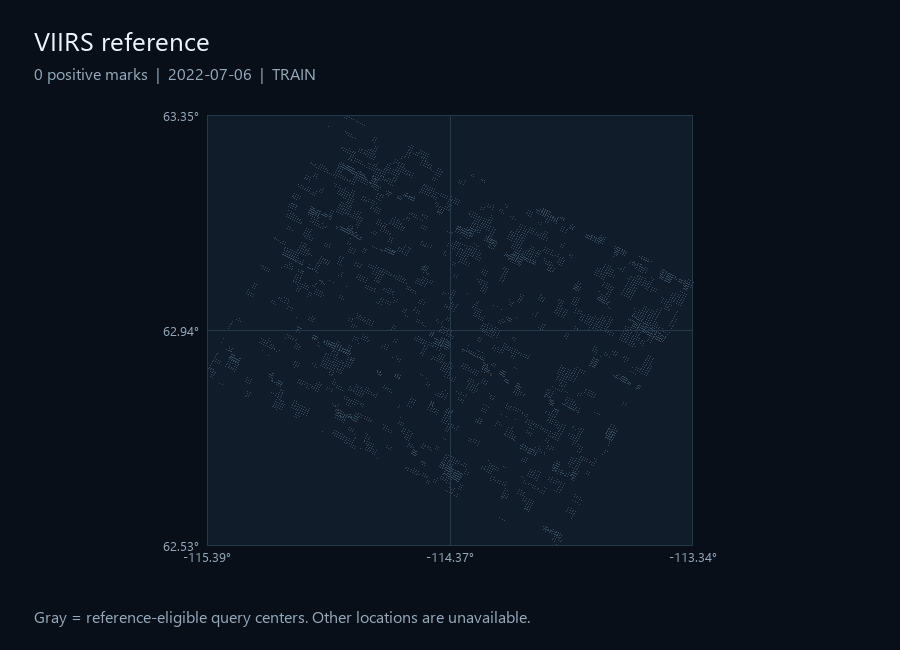 VIIRS reference
0 positive marks | 2022-07-06 | TRAIN
63.35°
62.94°
62.53°
-115.39°
-114.37°
-113.34°
Gray = reference-eligible query centers. Other locations are unavailable.